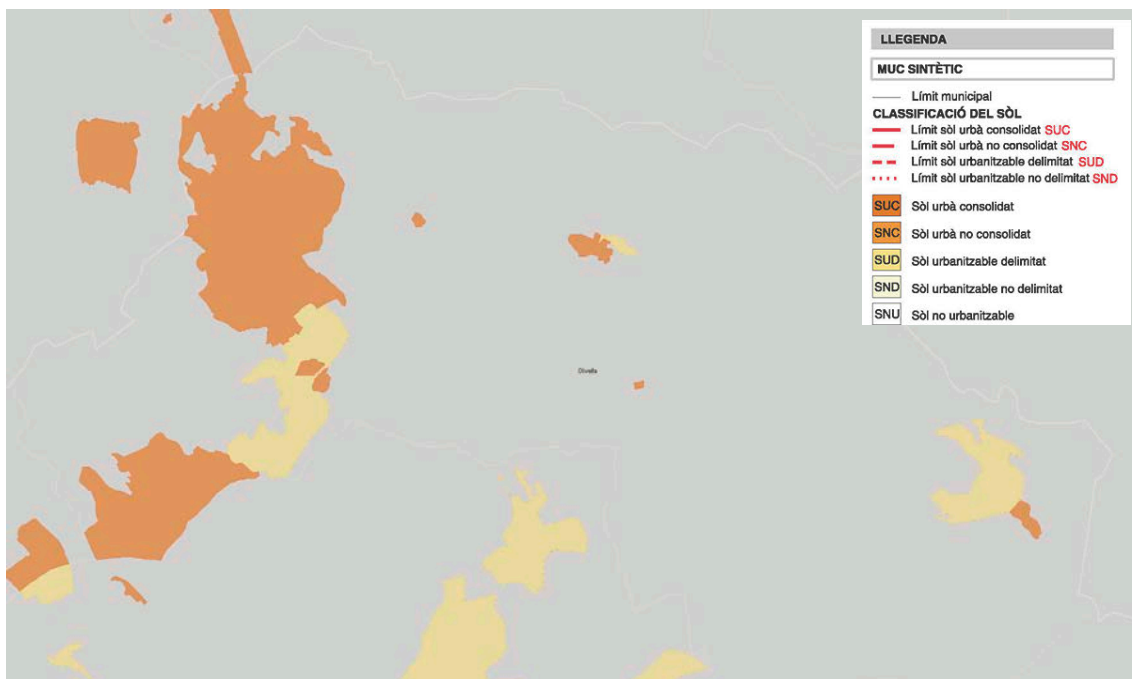 LLEGENDA
MUC SINTÈTIC
Límit municipal
CLASSIFICACIÓ DEL SÒL
Límit sòl urbà consolidat SUC
Límit sòl urbà no consolidat SNC
Límit sòl urbanitzable delimitat SUD
Límit sòl urbanitzable no delimitat SND
SUC Sòl urbà consolidat
SNC Sòl urbà no consolidat
SUD Sòl urbanitzable delimitat
SND Sòl urbanitzable no delimitat
SNU Sòl no urbanitzable
Olivella